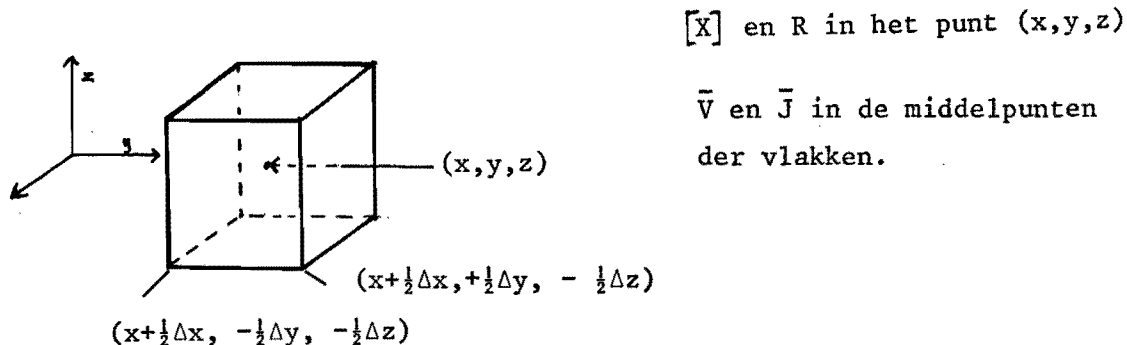 [X] en R in het punt (x,y,z)
V̄ en J̄ in de middelpunten
der vlakken.
z
y
(x,y,z)
(x+½Δx,+½Δy, - ½Δz)
(x+½Δx, -½Δy, -½Δz)